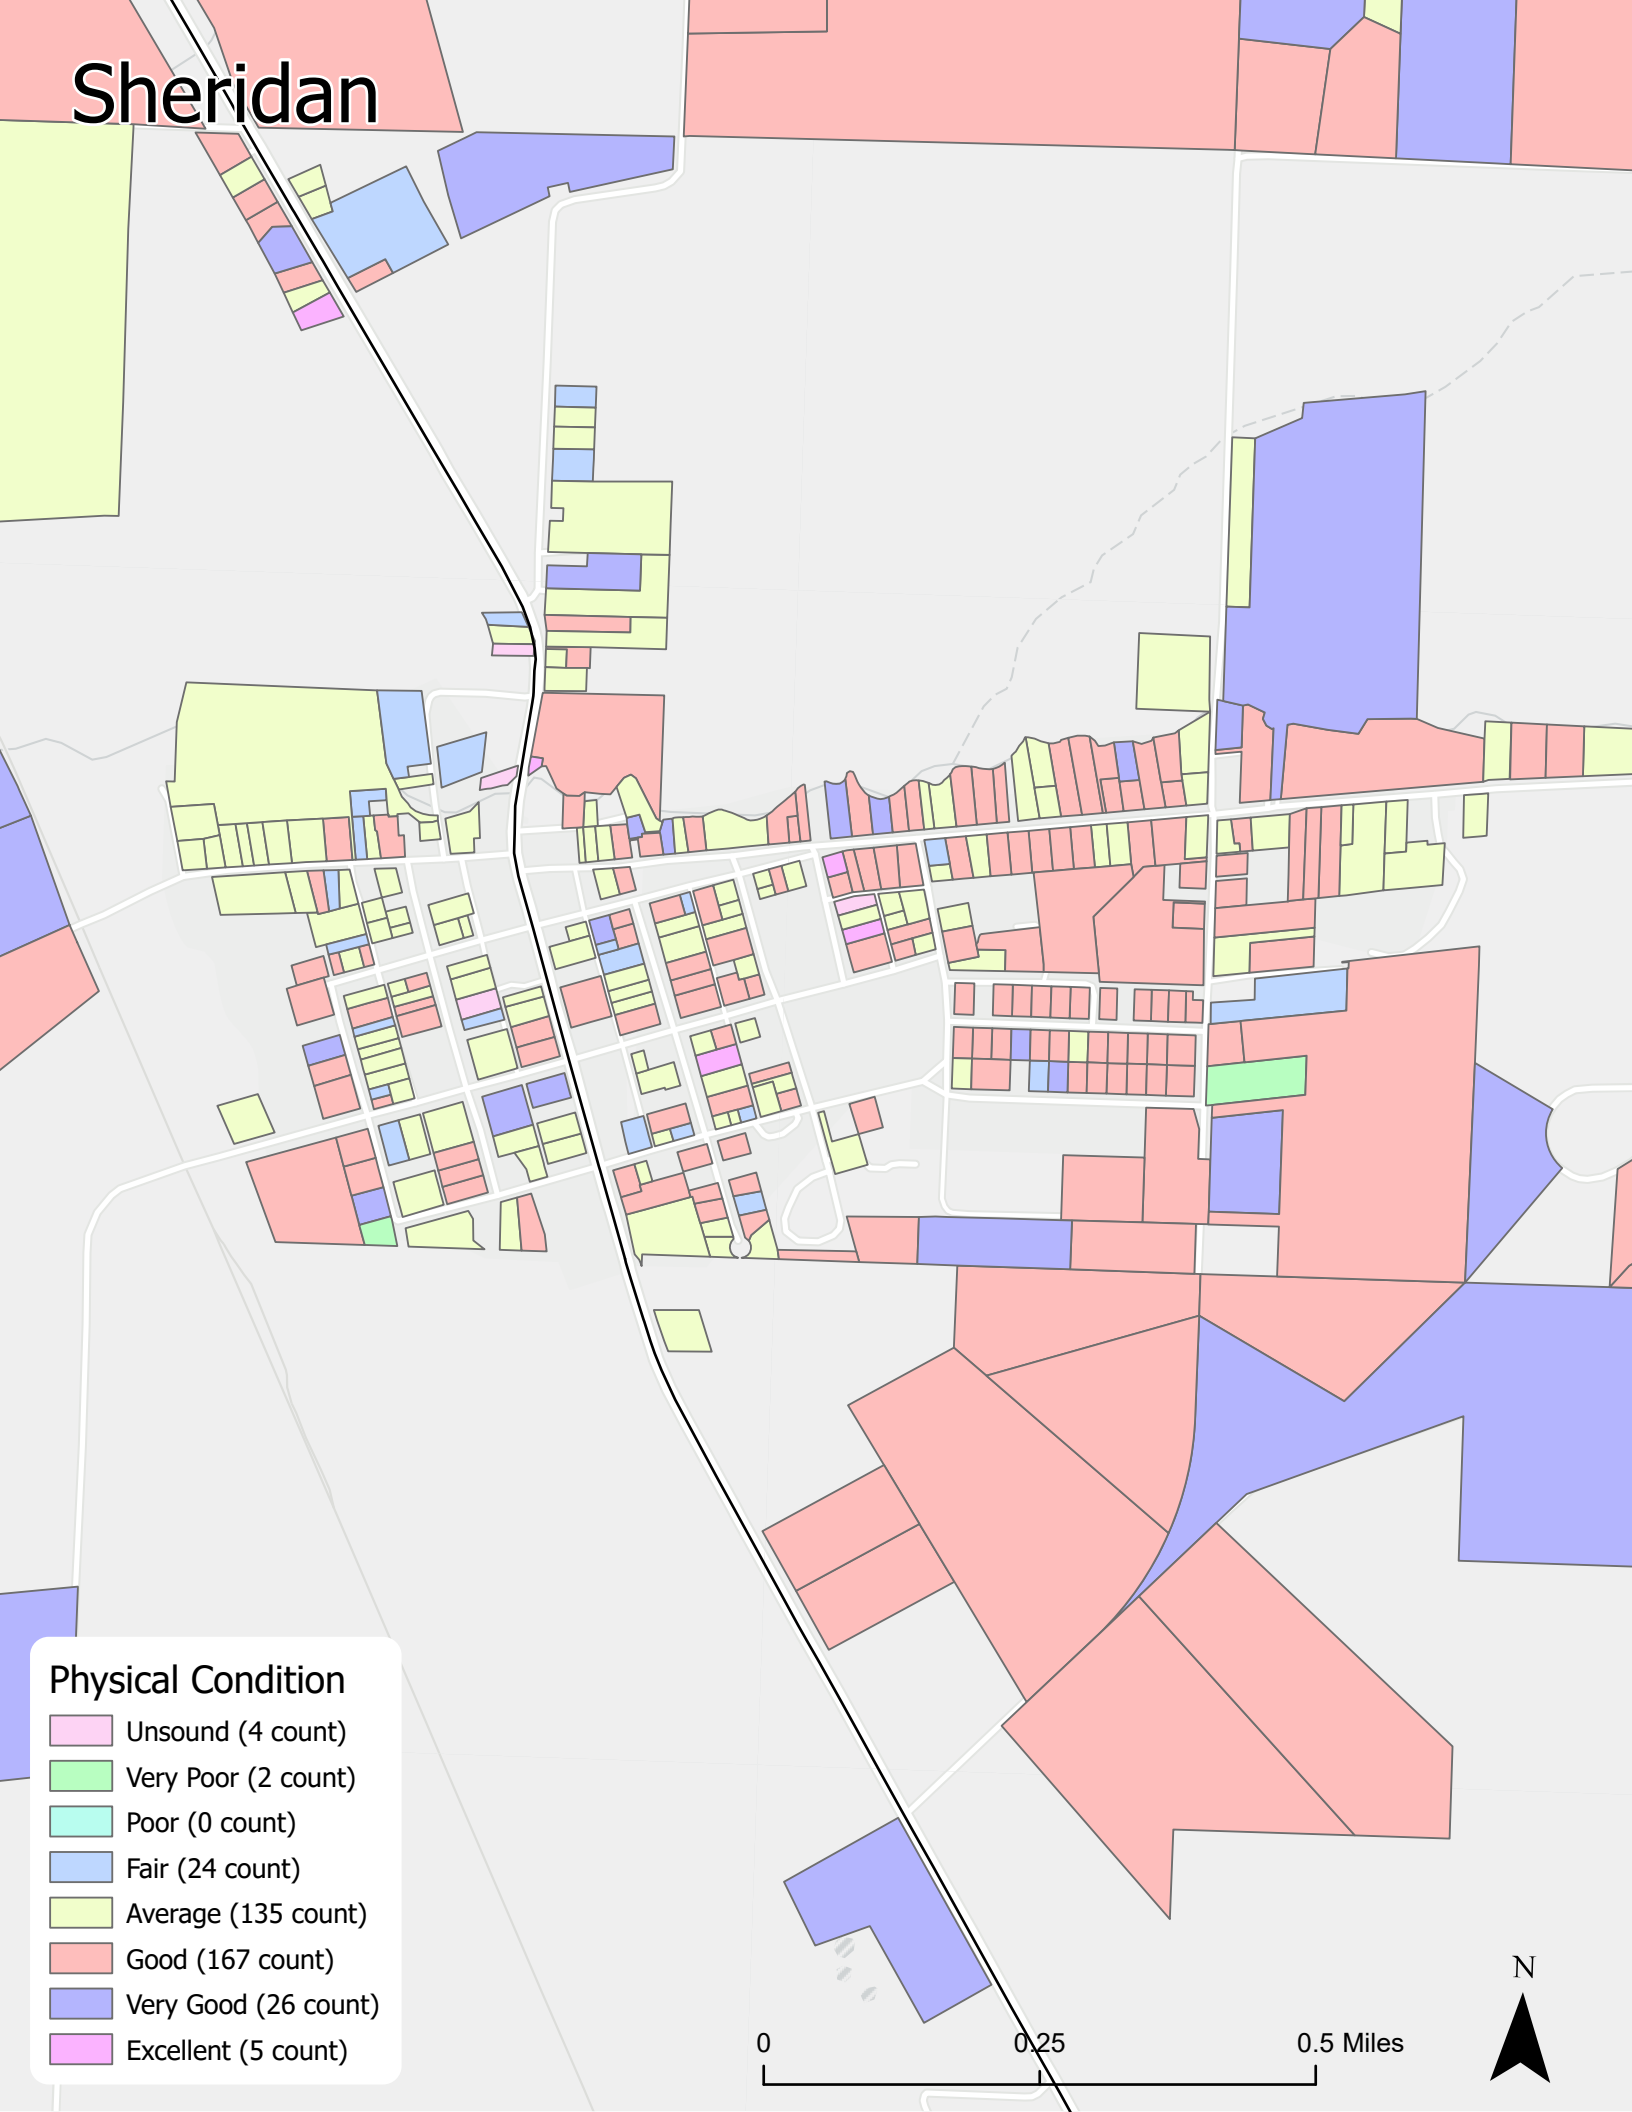 Sheridan
Physical Condition
Unsound (4 count)
Very Poor (2 count)
Poor (0 count)
Fair (24 count)
Average (135 count)
Good (167 count)
Very Good (26 count)
Excellent (5 count)
N
0 0.25 0.5 Miles